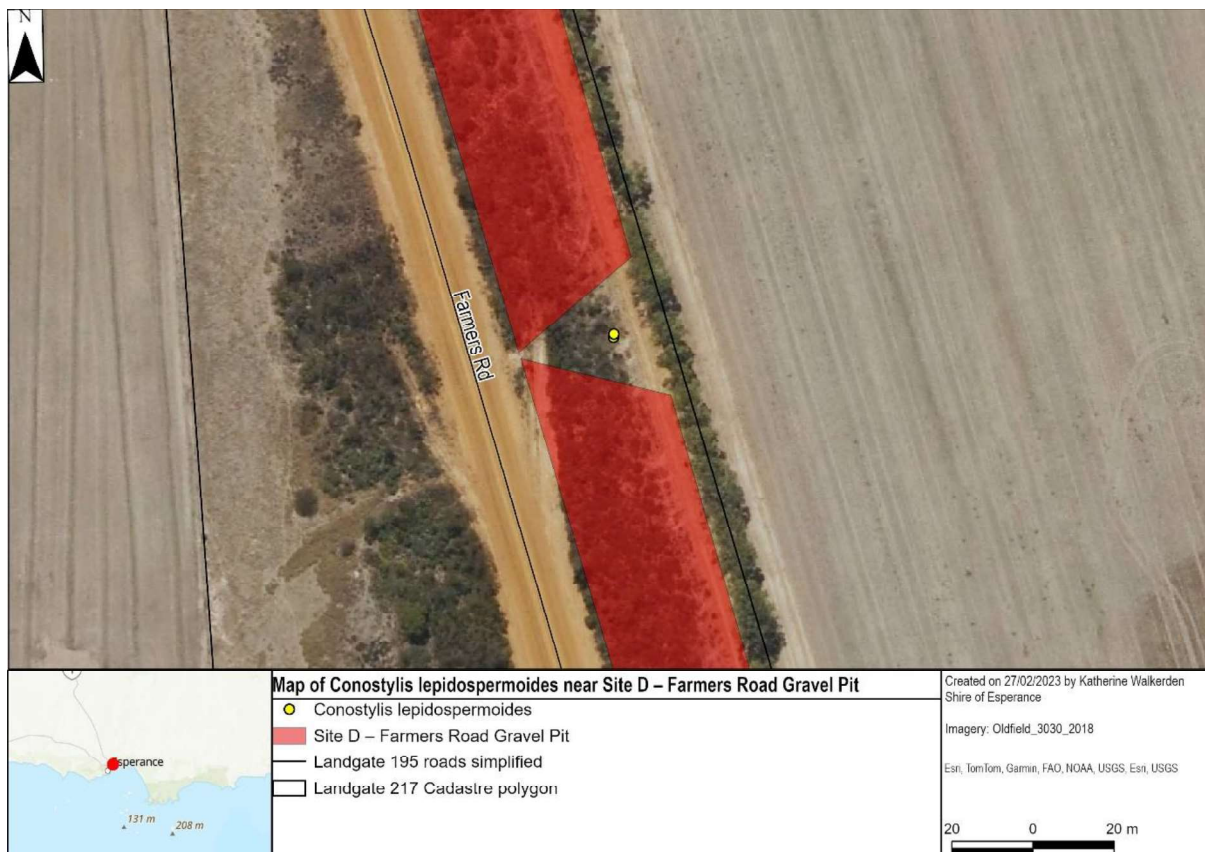 N
Farmers Rd
Map of Conostylis lepidospermoides near Site D – Farmers Road Gravel Pit
Conostylis lepidospermoides
Site D – Farmers Road Gravel Pit
Landgate 195 roads simplified
Landgate 217 Cadastre polygon
Created on 27/02/2023 by Katherine Walkerden
Shire of Esperance
Imagery: Oldfield_3030_2018
Esri, TomTom, Garmin, FAO, NOAA, USGS, Esri, USGS
20 0 20 m
Esperance
131 m
208 m